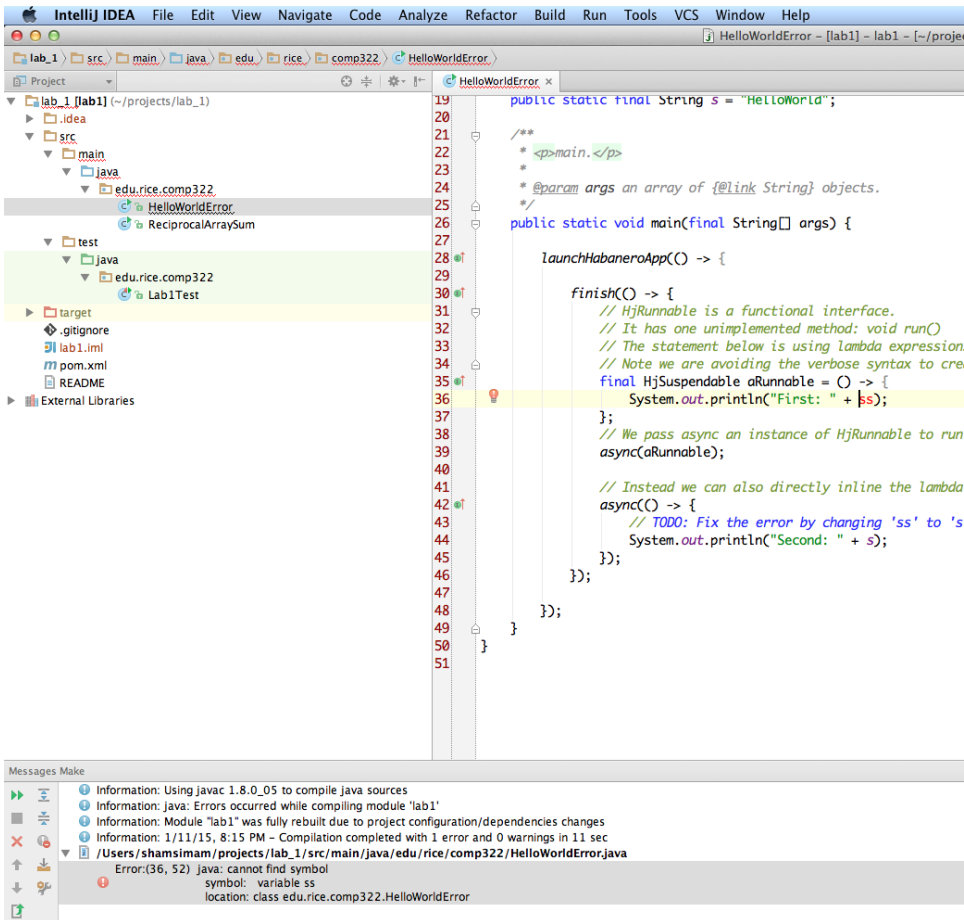 IntelliJ IDEA File Edit View Navigate Code Analyze Refactor Build Run Tools VCS Window Help
HelloWorldError – [lab1] – lab1 – [~/projec
lab_1 src main java edu rice comp322 HelloWorldError
Project
HelloWorldError ×
lab_1 [lab1] (~/projects/lab_1)
.idea
src
main
java
edu.rice.comp322
HelloWorldError
ReciprocalArraySum
test
java
edu.rice.comp322
Lab1Test
target
.gitignore
lab1.iml
pom.xml
README
External Libraries
19 public static final String s = "HelloWorld";
20
21 /**
22 * <p>main.</p>
23 *
24 * @param args an array of {@link String} objects.
25 */
26 public static void main(final String[] args) {
27
28 launchHabaneroApp(() -> {
29
30 finish(() -> {
31 // HjRunnable is a functional interface.
32 // It has one unimplemented method: void run()
33 // The statement below is using lambda expression
34 // Note we are avoiding the verbose syntax to crea
35 final HjSuspendable aRunnable = () -> {
36 System.out.println("First: " + ss);
37 };
38 // We pass async an instance of HjRunnable to run
39 async(aRunnable);
40
41 // Instead we can also directly inline the lambda
42 async(() -> {
43 // TODO: Fix the error by changing 'ss' to 's
44 System.out.println("Second: " + s);
45 });
46 });
47
48 });
49 }
50 }
51
Messages Make
Information: Using javac 1.8.0_05 to compile java sources
Information: java: Errors occurred while compiling module 'lab1'
Information: Module "lab1" was fully rebuilt due to project configuration/dependencies changes
Information: 1/11/15, 8:15 PM – Compilation completed with 1 error and 0 warnings in 11 sec
/Users/shamsimam/projects/lab_1/src/main/java/edu/rice/comp322/HelloWorldError.java
Error:(36, 52) java: cannot find symbol
symbol: variable ss
location: class edu.rice.comp322.HelloWorldError